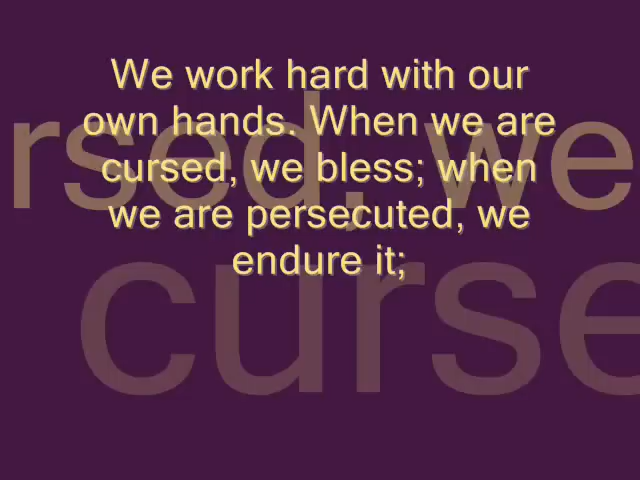 We work hard with our
own hands. When we are
cursed, we bless; when
we are persecuted, we
endure it;
rsed, we
curse